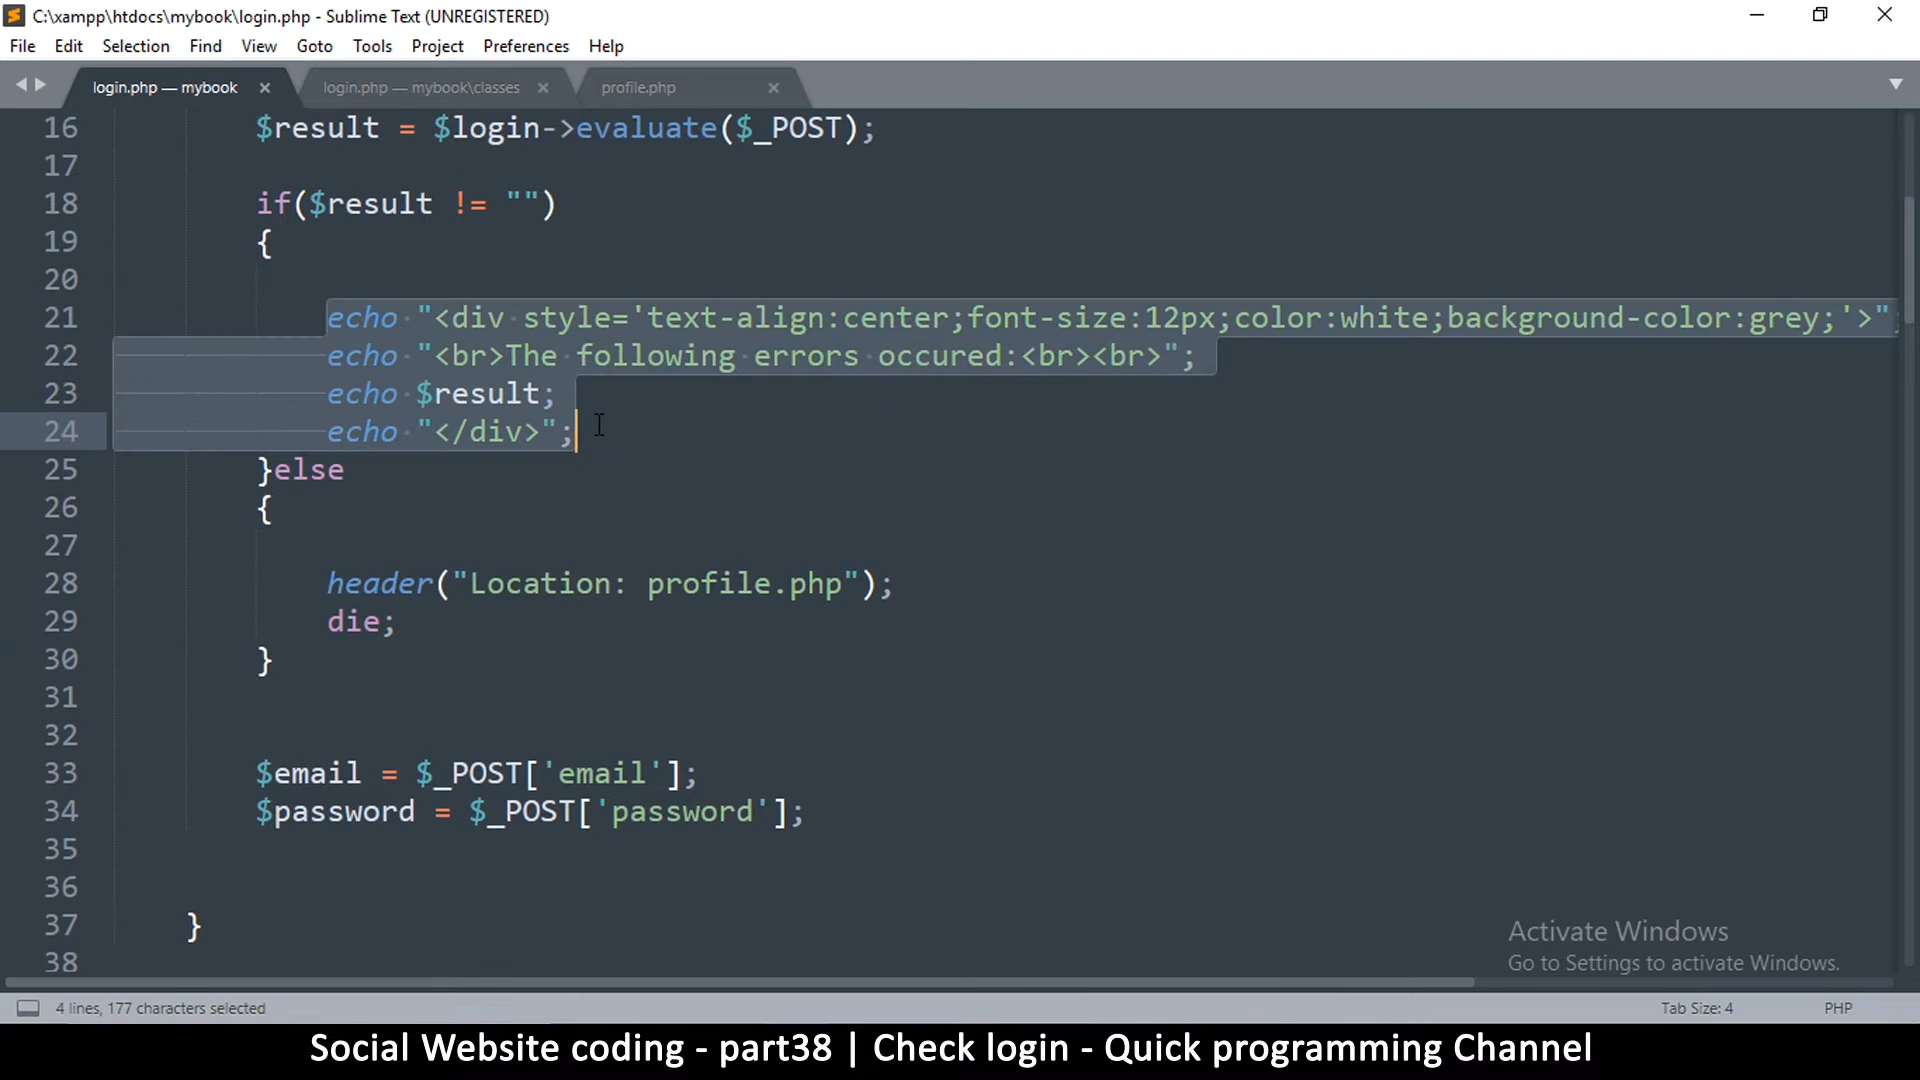 C:\xampp\htdocs\mybook\login.php - Sublime Text (UNREGISTERED)
File Edit Selection Find View Goto Tools Project Preferences Help
login.php — mybook login.php — mybook\classes profile.php
16 $result = $login->evaluate($_POST);
17
18 if($result != "")
19 {
20
21 echo "<div style='text-align:center;font-size:12px;color:white;background-color:grey;'>";
22 echo "<br>The following errors occured:<br><br>";
23 echo $result;
24 echo "</div>";
25 }else
26 {
27
28 header("Location: profile.php");
29 die;
30 }
31
32
33 $email = $_POST['email'];
34 $password = $_POST['password'];
35
36
37 }
38
Activate Windows
Go to Settings to activate Windows.
4 lines, 177 characters selected Tab Size: 4 PHP
Social Website coding - part38 | Check login - Quick programming Channel